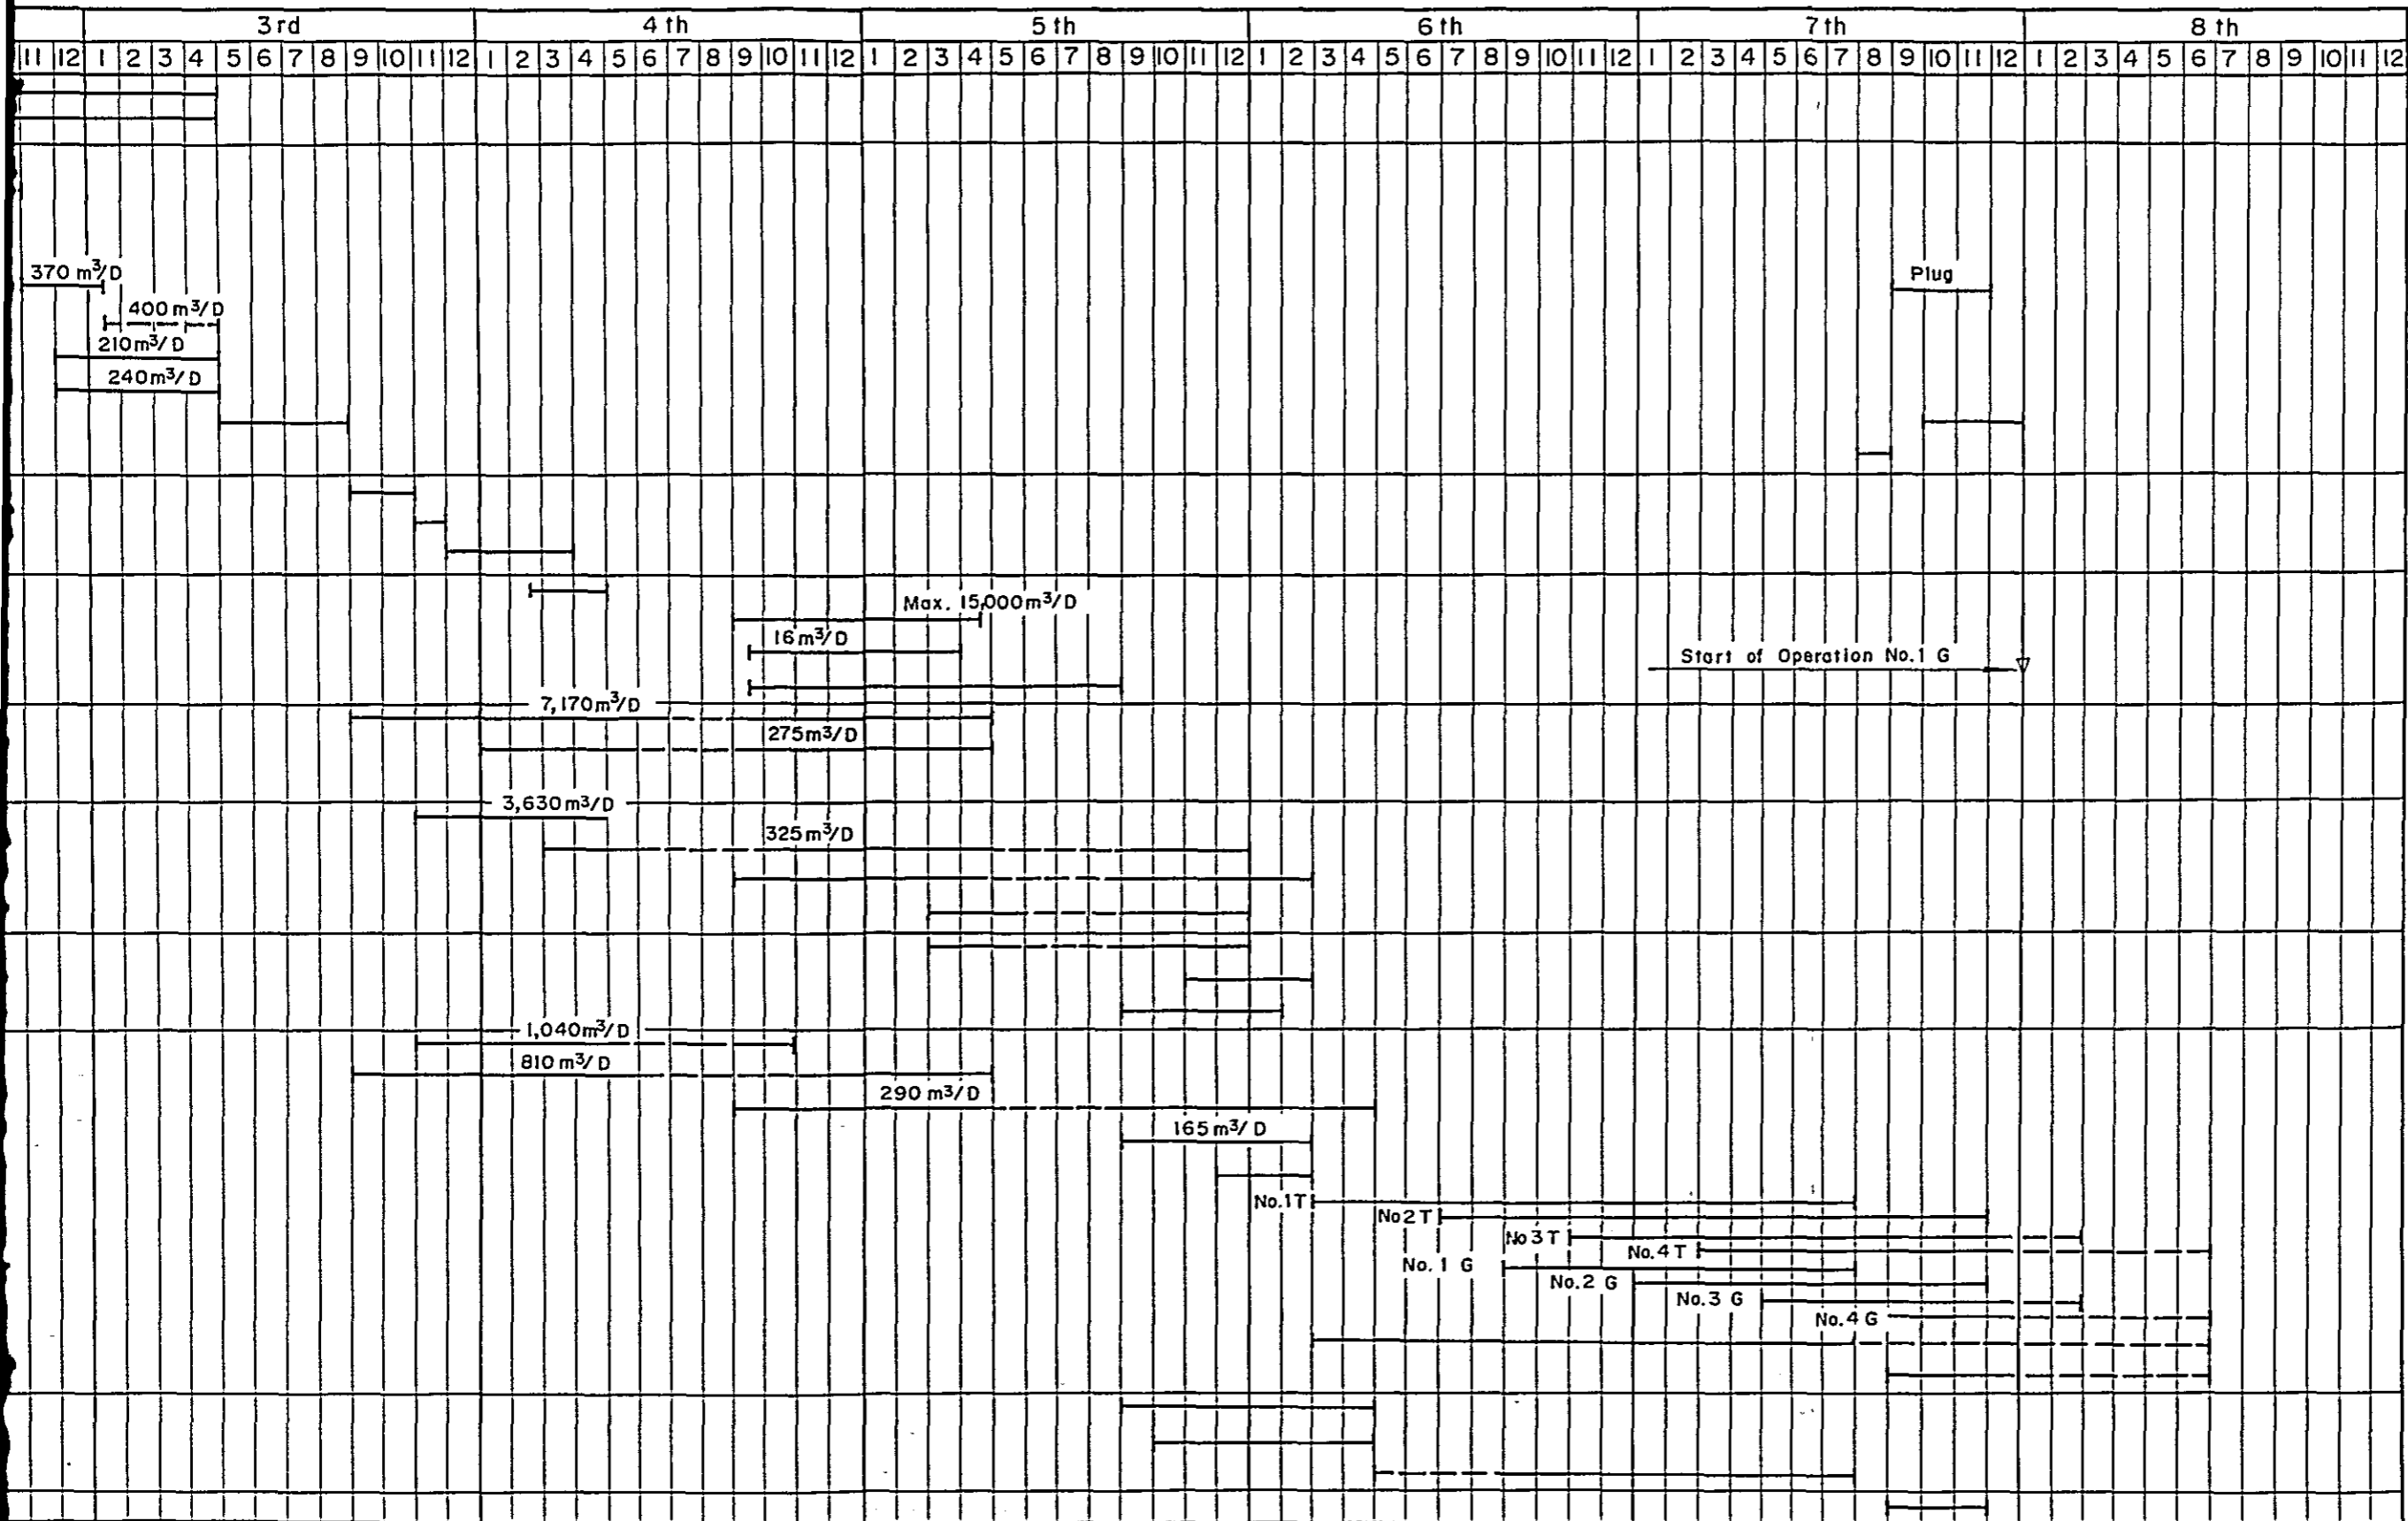 3rd 4th 5th 6th 7th 8th
11 12 1 2 3 4 5 6 7 8 9 10 11 12 1 2 3 4 5 6 7 8 9 10 11 12 1 2 3 4 5 6 7 8 9 10 11 12 1 2 3 4 5 6 7 8 9 10 11 12 1 2 3 4 5 6 7 8 9 10 11 12 1 2 3 4 5 6 7 8 9 10 11 12
370 m³/D Plug
400 m³/D
210 m³/D
240 m³/D
Max. 15,000 m³/D
16 m³/D
Start of Operation No.1 G
7,170 m³/D
275 m³/D
3,630 m³/D
325 m³/D
1,040 m³/D
810 m³/D
290 m³/D
165 m³/D
No.1 T
No2 T
No 3 T
No.4 T
No. 1 G
No.2 G
No.3 G
No.4 G